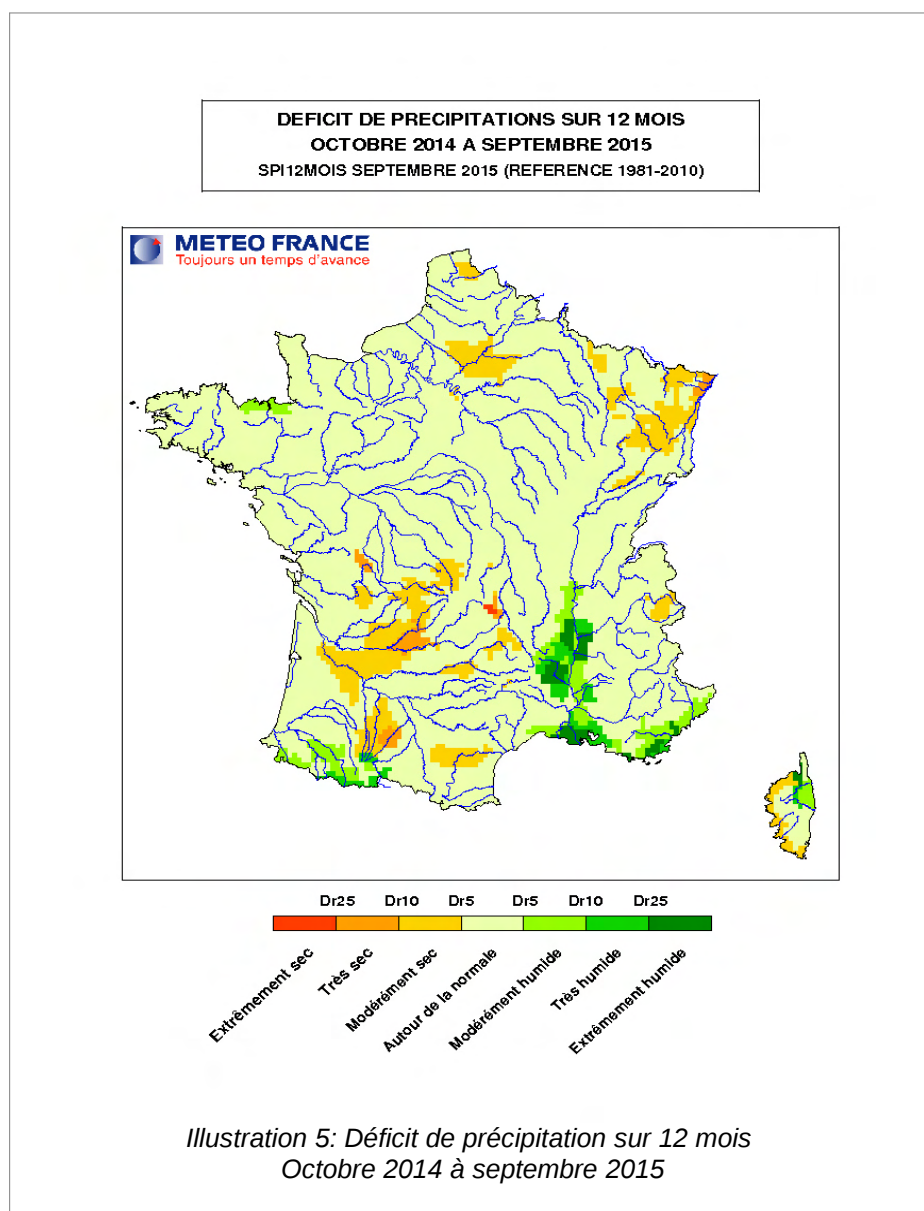 DEFICIT DE PRECIPITATIONS SUR 12 MOIS
OCTOBRE 2014 A SEPTEMBRE 2015
SPI12MOIS SEPTEMBRE 2015 (REFERENCE 1981-2010)
METEO FRANCE
Toujours un temps d'avance
Dr25 Dr10 Dr5 Dr5 Dr10 Dr25
Extrêmement sec
Très sec
Modérément sec
Autour de la normale
Modérément humide
Très humide
Extrêmement humide
Illustration 5: Déficit de précipitation sur 12 mois
Octobre 2014 à septembre 2015